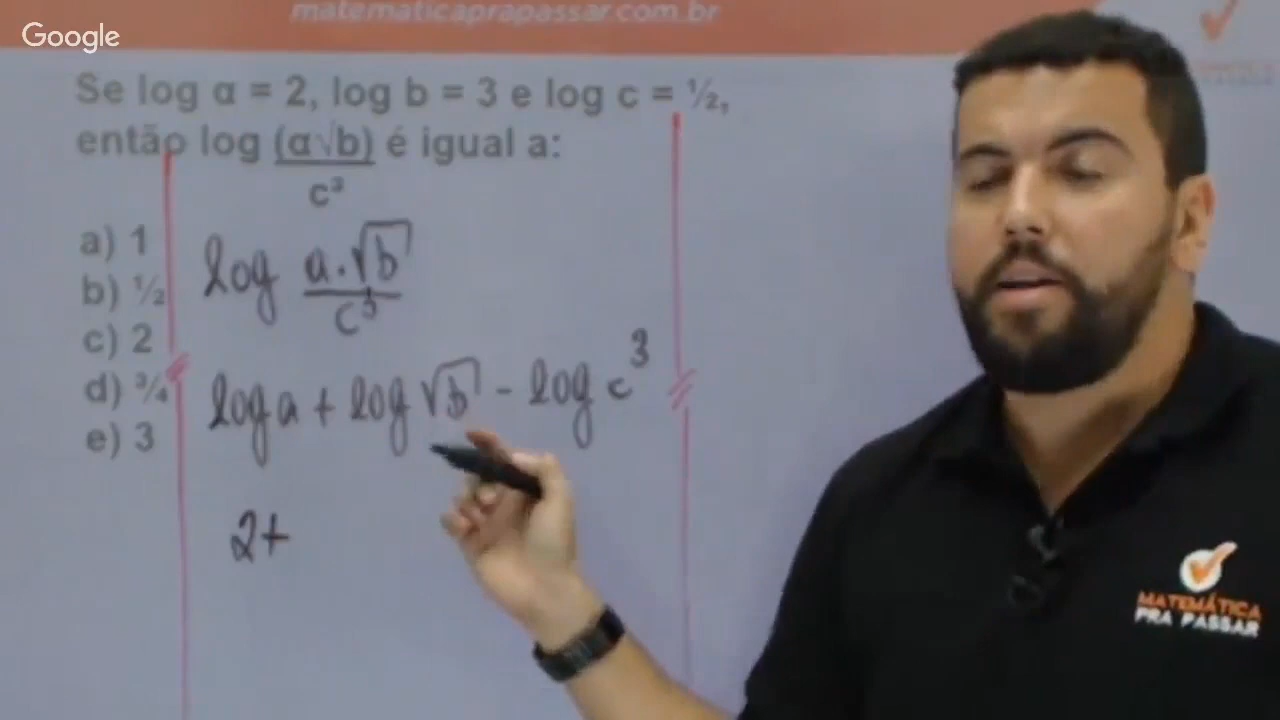 matematicaprapassar.com.br
Google
Se log a = 2, log b = 3 e log c = ½,
então log (a√b) é igual a:
c³
a) 1
b) ½
c) 2
d) ¾
e) 3
log a.√b
c³
log a + log √b - log c³
2+
MATEMÁTICA
PRA PASSAR